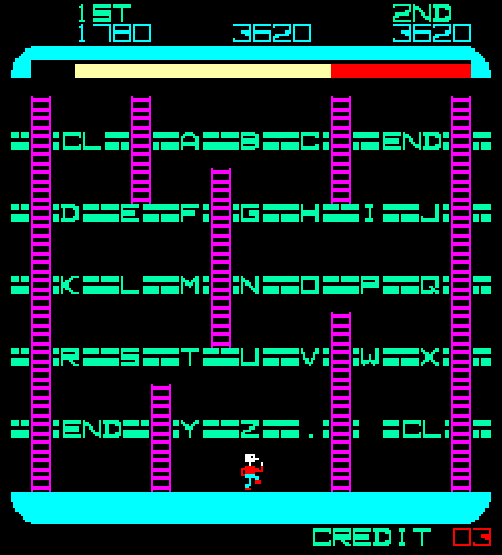 1ST 2ND
1780 3620 3620
CL A B C END
D E F G H I J
K L M N O P Q
R S T U V W X
END Y Z . CL
CREDIT 03